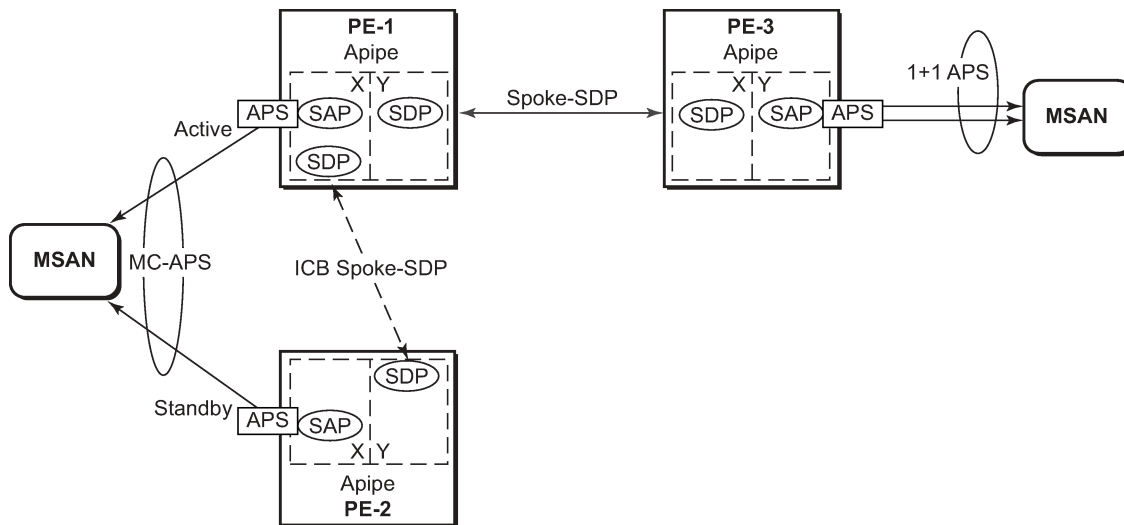 PE-1
Apipe
X Y
APS
SAP
SDP
SDP
Active
Spoke-SDP
PE-3
Apipe
X Y
SDP
SAP
APS
1+1 APS
MSAN
MSAN
MC-APS
ICB Spoke-SDP
Standby
APS
SAP
SDP
X Y
Apipe
PE-2